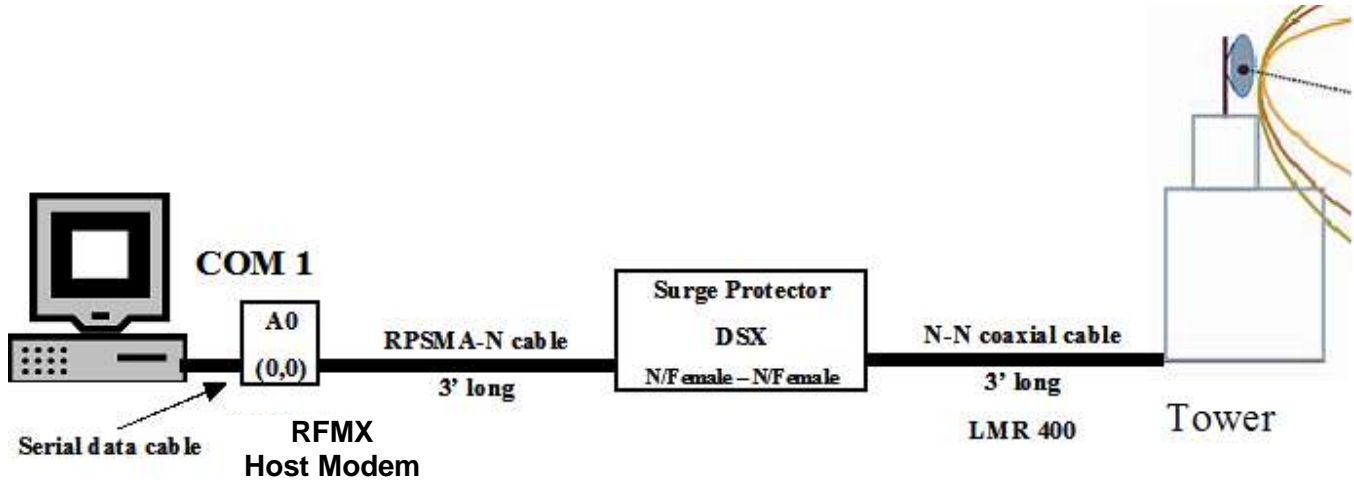 COM 1
A0
(0,0)
Serial data cable
RFMX
Host Modem
RPSMA-N cable
3' long
Surge Protector
DSX
N/Female – N/Female
N-N coaxial cable
3' long
LMR 400
Tower